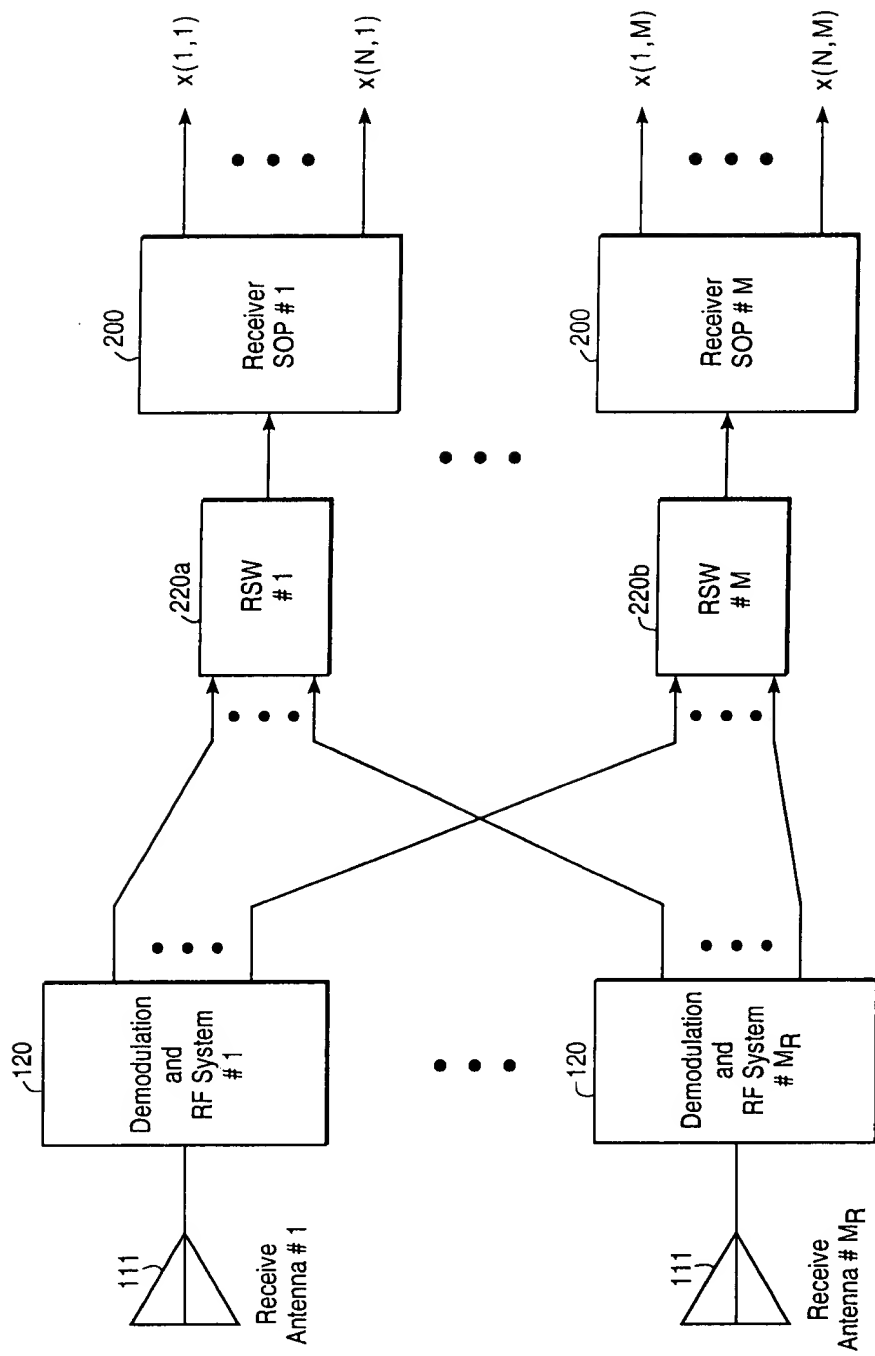 x(1,1)
x(N,1)
x(1,M)
x(N,M)
200
Receiver
SOP # 1
200
Receiver
SOP # M
220a
RSW
# 1
220b
RSW
# M
120
Demodulation
and
RF System
# 1
120
Demodulation
and
RF System
# MR
111
Receive
Antenna # 1
111
Receive
Antenna # MR